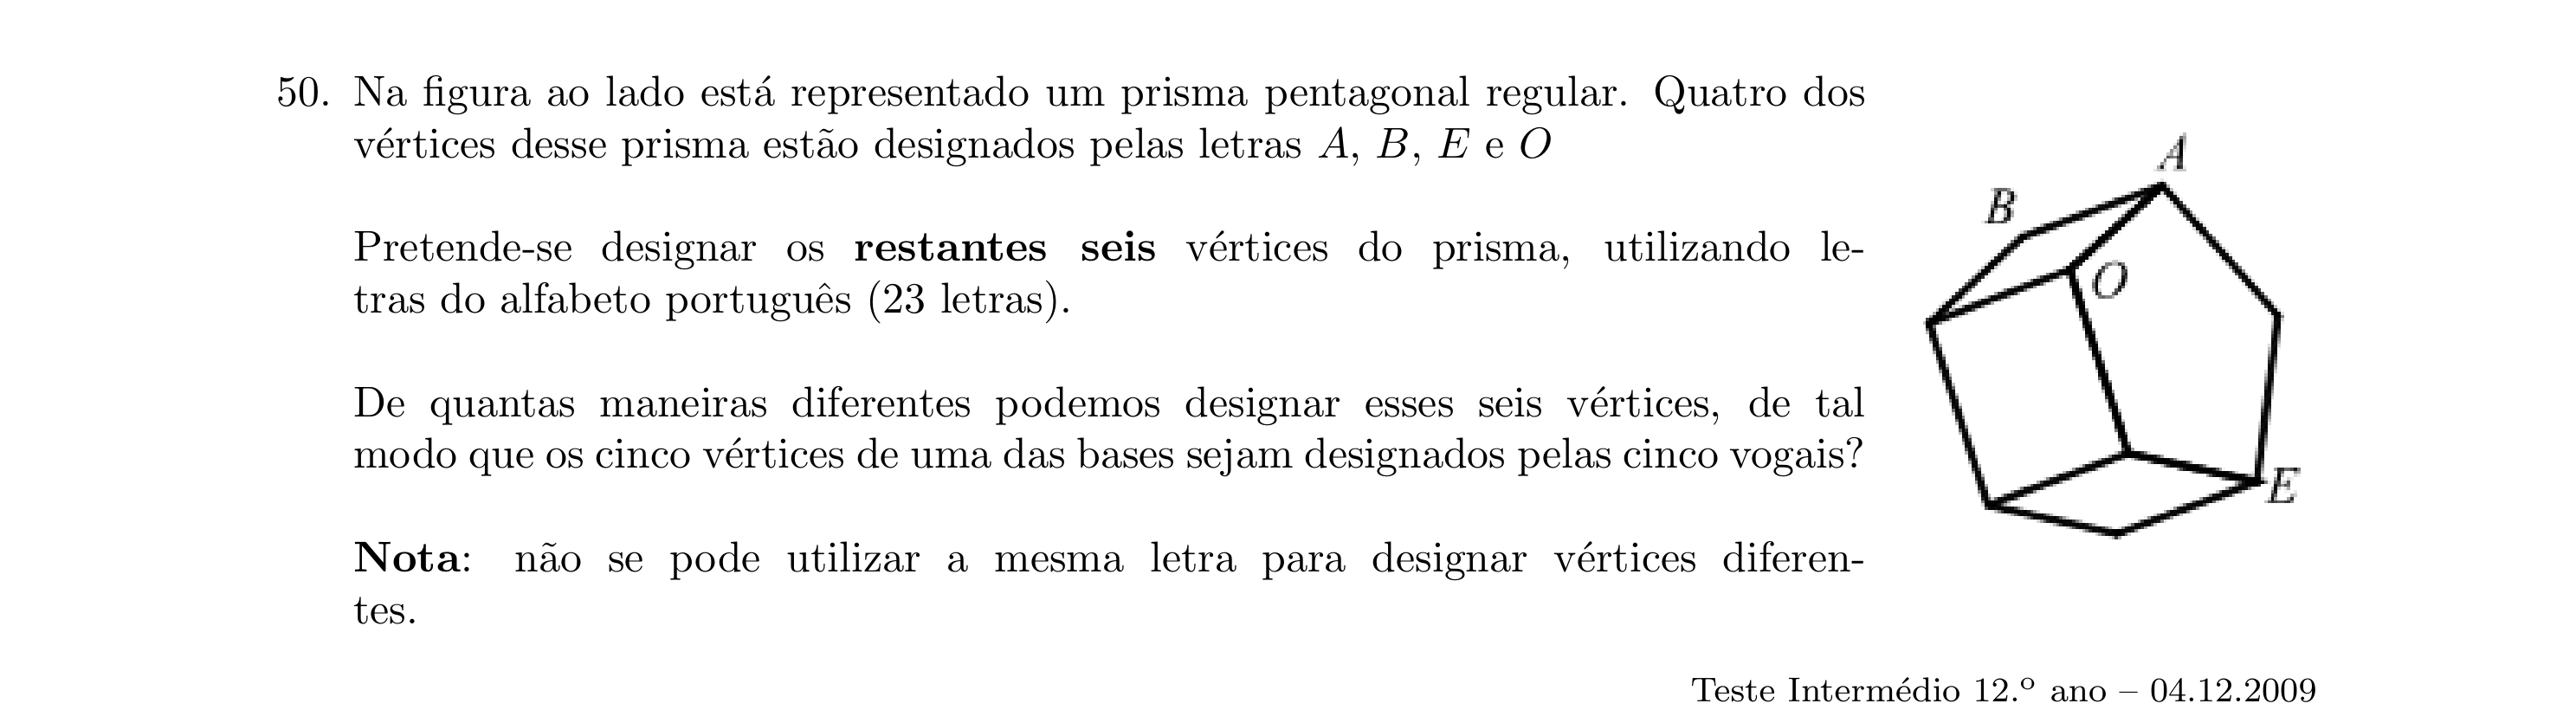 50. Na figura ao lado está representado um prisma pentagonal regular. Quatro dos
vértices desse prisma estão designados pelas letras A, B, E e O
Pretende-se designar os restantes seis vértices do prisma, utilizando le-
tras do alfabeto português (23 letras).
De quantas maneiras diferentes podemos designar esses seis vértices, de tal
modo que os cinco vértices de uma das bases sejam designados pelas cinco vogais?
Nota: não se pode utilizar a mesma letra para designar vértices diferen-
tes.
A
B
O
E
Teste Intermédio 12.º ano – 04.12.2009